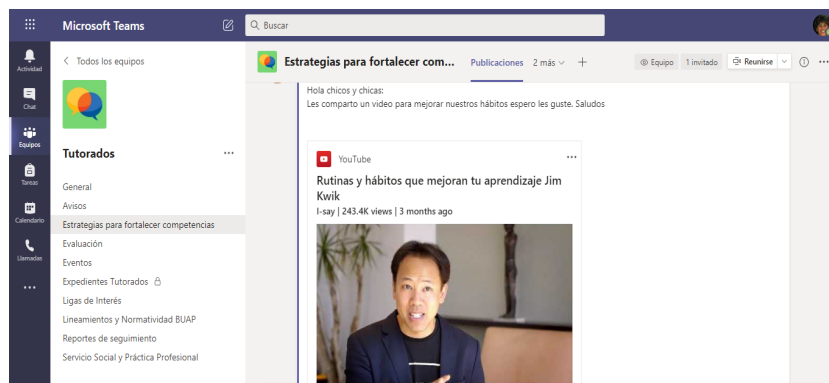 Microsoft Teams
Buscar
Actividad
Chat
Equipos
Tareas
Calendario
Llamadas
Todos los equipos
Tutorados
General
Avisos
Estrategias para fortalecer competencias
Evaluación
Eventos
Expedientes Tutorados
Ligas de Interés
Lineamientos y Normatividad BUAP
Reportes de seguimiento
Servicio Social y Práctica Profesional
Estrategias para fortalecer com... Publicaciones 2 más Equipo 1 invitado Reunirse
Hola chicos y chicas:
Les comparto un video para mejorar nuestros hábitos espero les guste. Saludos
YouTube
Rutinas y hábitos que mejoran tu aprendizaje Jim
Kwik
I-say | 243.4K views | 3 months ago